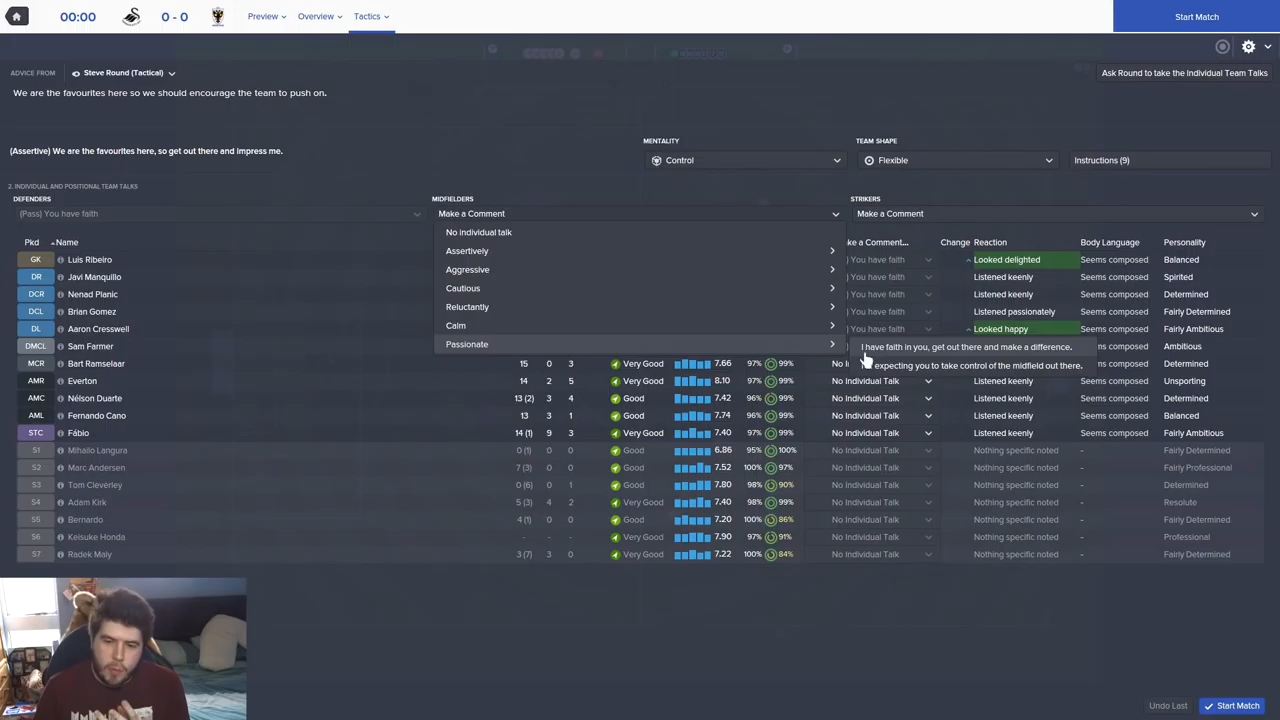 00:00 0 - 0 Preview Overview Tactics Start Match
ADVICE FROM Steve Round (Tactical) Ask Round to take the Individual Team Talks
We are the favourites here so we should encourage the team to push on.
MENTALITY TEAM SHAPE
(Assertive) We are the favourites here, so get out there and impress me. Control Flexible Instructions (9)
2. INDIVIDUAL AND POSITIONAL TEAM TALKS
DEFENDERS MIDFIELDERS STRIKERS
(Pass) You have faith Make a Comment Make a Comment
No individual talk
Pkd Name ke a Comment... Change Reaction Body Language Personality
Assertively
GK Luis Ribeiro You have faith Looked delighted Seems composed Balanced
Aggressive
DR Javi Manquillo You have faith Listened keenly Seems composed Spirited
Cautious
DCR Nenad Planic You have faith Listened keenly Seems composed Determined
Reluctantly
DCL Brian Gomez You have faith Listened passionately Seems composed Fairly Determined
Calm
DL Aaron Cresswell You have faith Looked happy Seems composed Fairly Ambitious
Passionate
DMCL Sam Farmer I have faith in you, get out there and make a difference. Ambitious
MCR Bart Ramselaar 15 0 3 Very Good 7.66 97% 99% No expecting you to take control of the midfield out there. Determined
AMR Everton 14 2 5 Very Good 8.10 97% 99% No Individual Talk Listened keenly Seems composed Unsporting
AMC Nélson Duarte 13 (2) 3 4 Good 7.42 96% 99% No Individual Talk Listened keenly Seems composed Determined
AML Fernando Cano 13 3 1 Good 7.74 96% 99% No Individual Talk Listened keenly Seems composed Balanced
STC Fábio 14 (1) 9 3 Very Good 7.40 97% 99% No Individual Talk Listened keenly Seems composed Fairly Ambitious
S1 Mihailo Langura 0 (1) 0 0 Good 6.86 95% 100% No Individual Talk Nothing specific noted - Fairly Determined
S2 Marc Andersen 7 (3) 0 0 Good 7.52 100% 97% No Individual Talk Nothing specific noted - Fairly Professional
S3 Tom Cleverley 0 (6) 0 1 Good 7.80 98% 90% No Individual Talk Nothing specific noted - Determined
S4 Adam Kirk 5 (3) 4 2 Very Good 7.40 98% 99% No Individual Talk Nothing specific noted - Resolute
S5 Bernardo 4 (1) 0 0 Good 7.20 100% 86% No Individual Talk Nothing specific noted - Fairly Determined
S6 Keisuke Honda - - - Very Good 7.90 97% 91% No Individual Talk Nothing specific noted - Professional
S7 Radek Maly 3 (7) 3 0 Very Good 7.22 100% 84% No Individual Talk Nothing specific noted - Fairly Determined
Undo Last Start Match